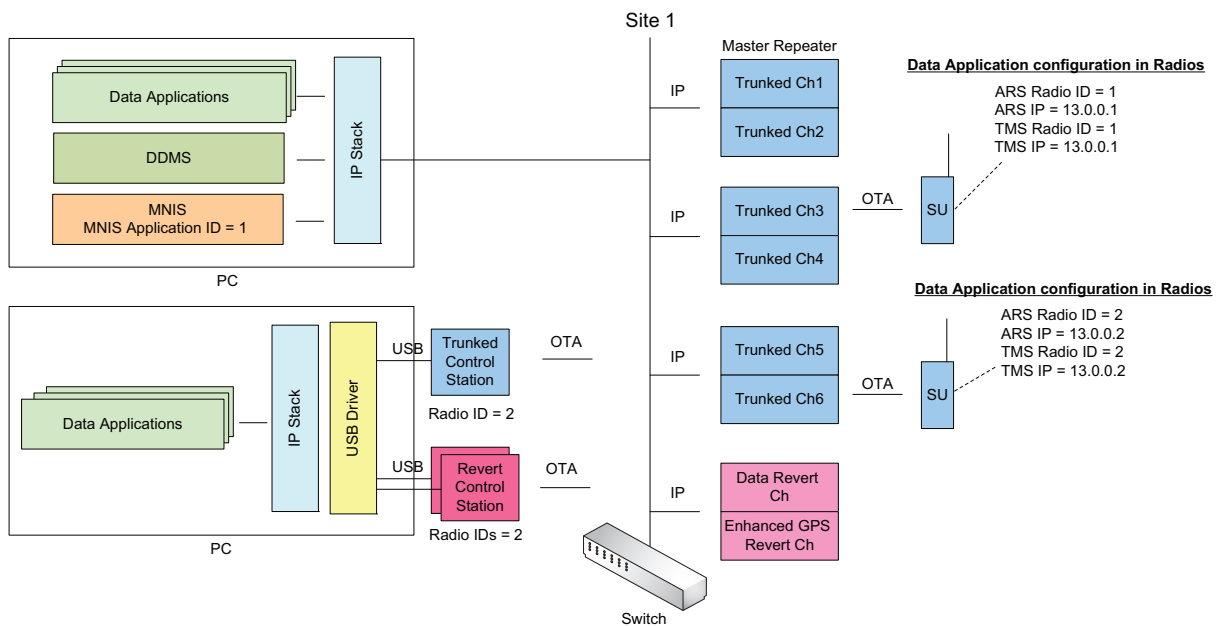 Site 1
Data Applications
DDMS
MNIS
MNIS Application ID = 1
IP Stack
PC
Data Applications
IP Stack
USB Driver
PC
USB
Trunked
Control
Station
Radio ID = 2
OTA
USB
Revert
Control
Station
Radio IDs = 2
OTA
Switch
Master Repeater
IP
Trunked Ch1
Trunked Ch2
IP
Trunked Ch3
Trunked Ch4
OTA
SU
IP
Trunked Ch5
Trunked Ch6
OTA
SU
IP
Data Revert
Ch
Enhanced GPS
Revert Ch
Data Application configuration in Radios
ARS Radio ID = 1
ARS IP = 13.0.0.1
TMS Radio ID = 1
TMS IP = 13.0.0.1
Data Application configuration in Radios
ARS Radio ID = 2
ARS IP = 13.0.0.2
TMS Radio ID = 2
TMS IP = 13.0.0.2